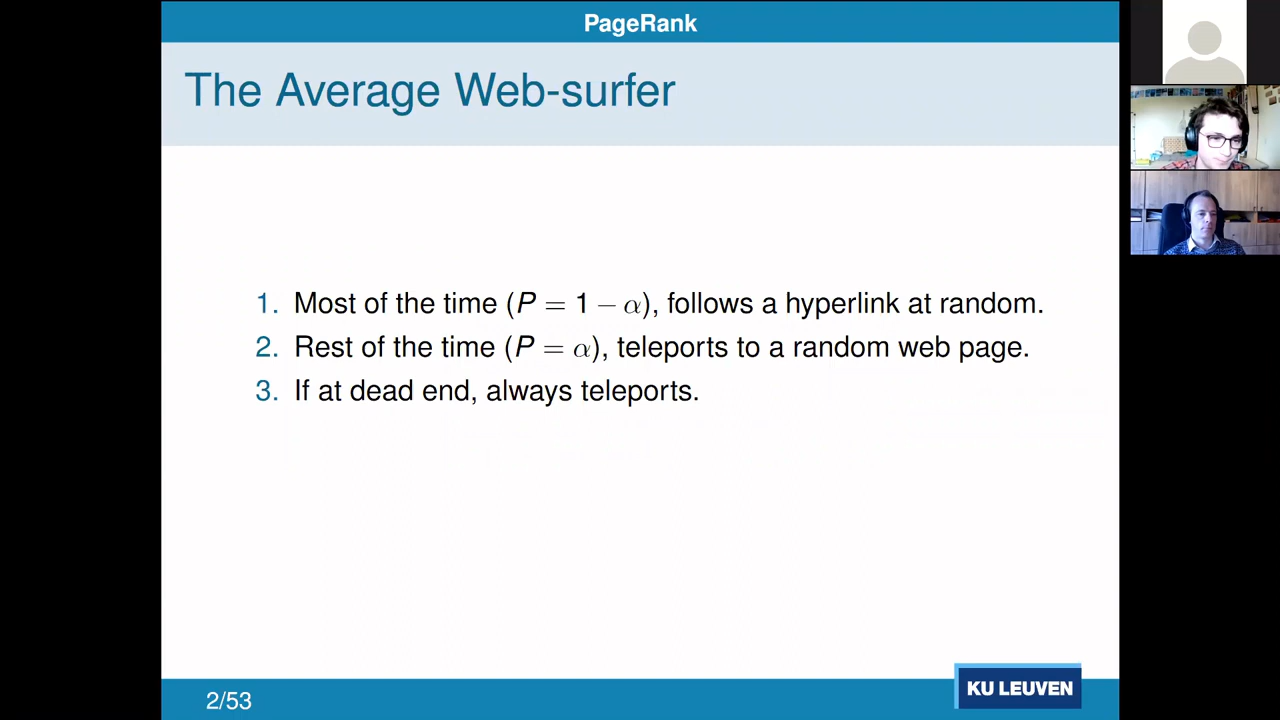 PageRank
The Average Web-surfer
1. Most of the time (P = 1 − α), follows a hyperlink at random.
2. Rest of the time (P = α), teleports to a random web page.
3. If at dead end, always teleports.
2/53
KU LEUVEN